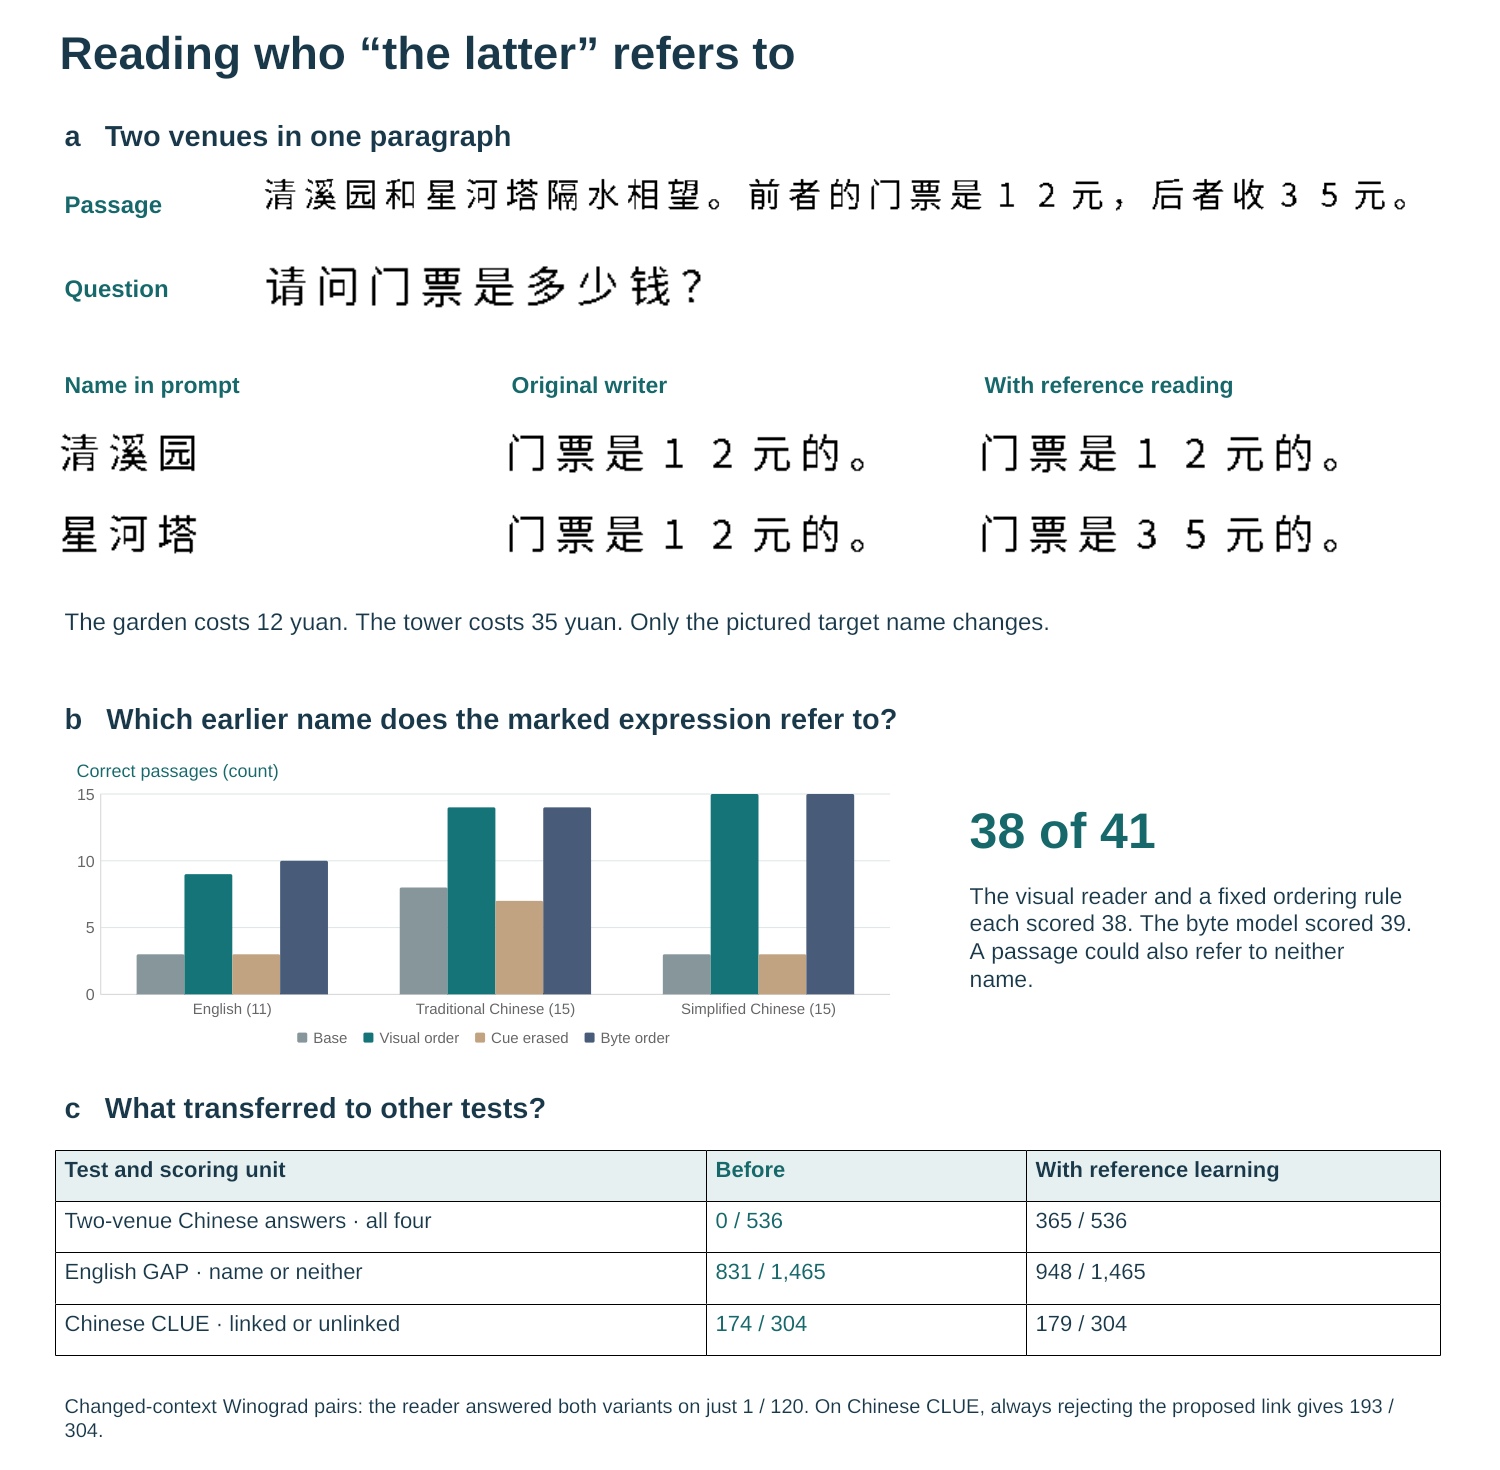 Reading who “the latter” refers to
a Two venues in one paragraph
Passage 清溪园和星河塔隔水相望。前者的门票是12元，后者收35元。
Question 请问门票是多少钱？
Name in prompt Original writer With reference reading
清溪园 门票是12元的。 门票是12元的。
星河塔 门票是12元的。 门票是35元的。
The garden costs 12 yuan. The tower costs 35 yuan. Only the pictured target name changes.
b Which earlier name does the marked expression refer to?
Correct passages (count)
15
10
5
0
English (11) Traditional Chinese (15) Simplified Chinese (15)
Base Visual order Cue erased Byte order
38 of 41
The visual reader and a fixed ordering rule
each scored 38. The byte model scored 39.
A passage could also refer to neither
name.
c What transferred to other tests?
Test and scoring unit Before With reference learning
Two-venue Chinese answers · all four 0 / 536 365 / 536
English GAP · name or neither 831 / 1,465 948 / 1,465
Chinese CLUE · linked or unlinked 174 / 304 179 / 304
Changed-context Winograd pairs: the reader answered both variants on just 1 / 120. On Chinese CLUE, always rejecting the proposed link gives 193 /
304.